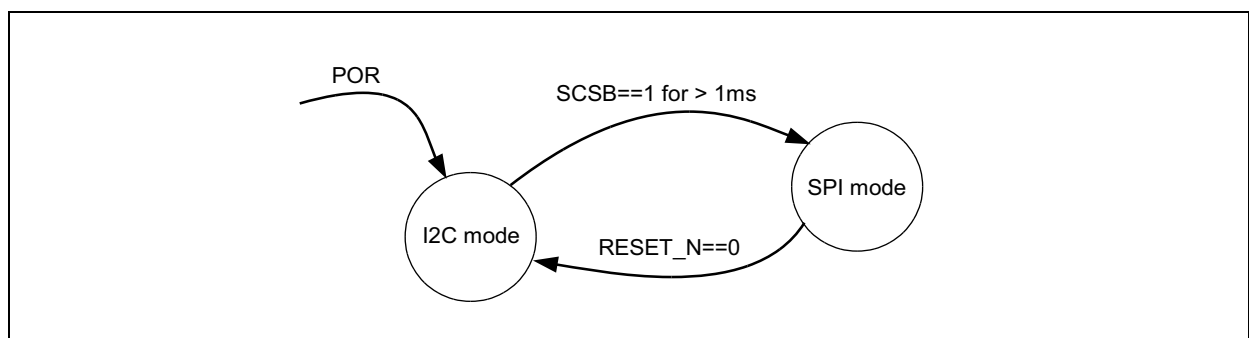 POR
SCSB==1 for > 1ms
SPI mode
I2C mode
RESET_N==0